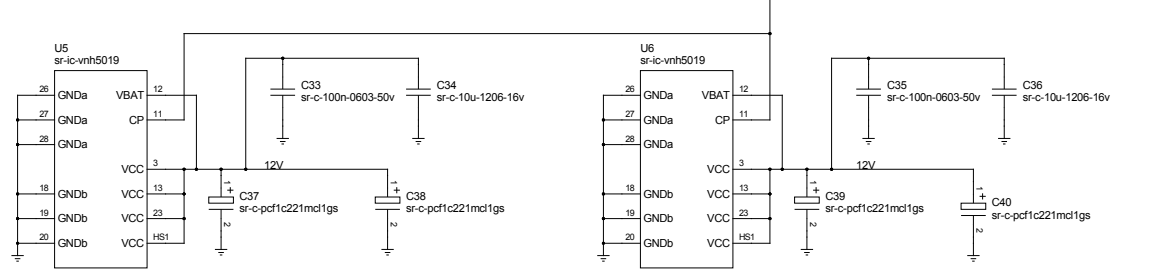 U5
sr-ic-vnh5019
26 GNDa VBAT 12
27 GNDa CP 11
28 GNDa
VCC 3
18 GNDb VCC 13
19 GNDb VCC 23
20 GNDb VCC HS1
C33
sr-c-100n-0603-50v
C34
sr-c-10u-1206-16v
12V
1 +
C37
sr-c-pcf1c221mcl1gs
2
1 +
C38
sr-c-pcf1c221mcl1gs
2
U6
sr-ic-vnh5019
26 GNDa VBAT 12
27 GNDa CP 11
28 GNDa
VCC 3
18 GNDb VCC 13
19 GNDb VCC 23
20 GNDb VCC HS1
C35
sr-c-100n-0603-50v
C36
sr-c-10u-1206-16v
12V
1 +
C39
sr-c-pcf1c221mcl1gs
2
1 +
C40
sr-c-pcf1c221mcl1gs
2